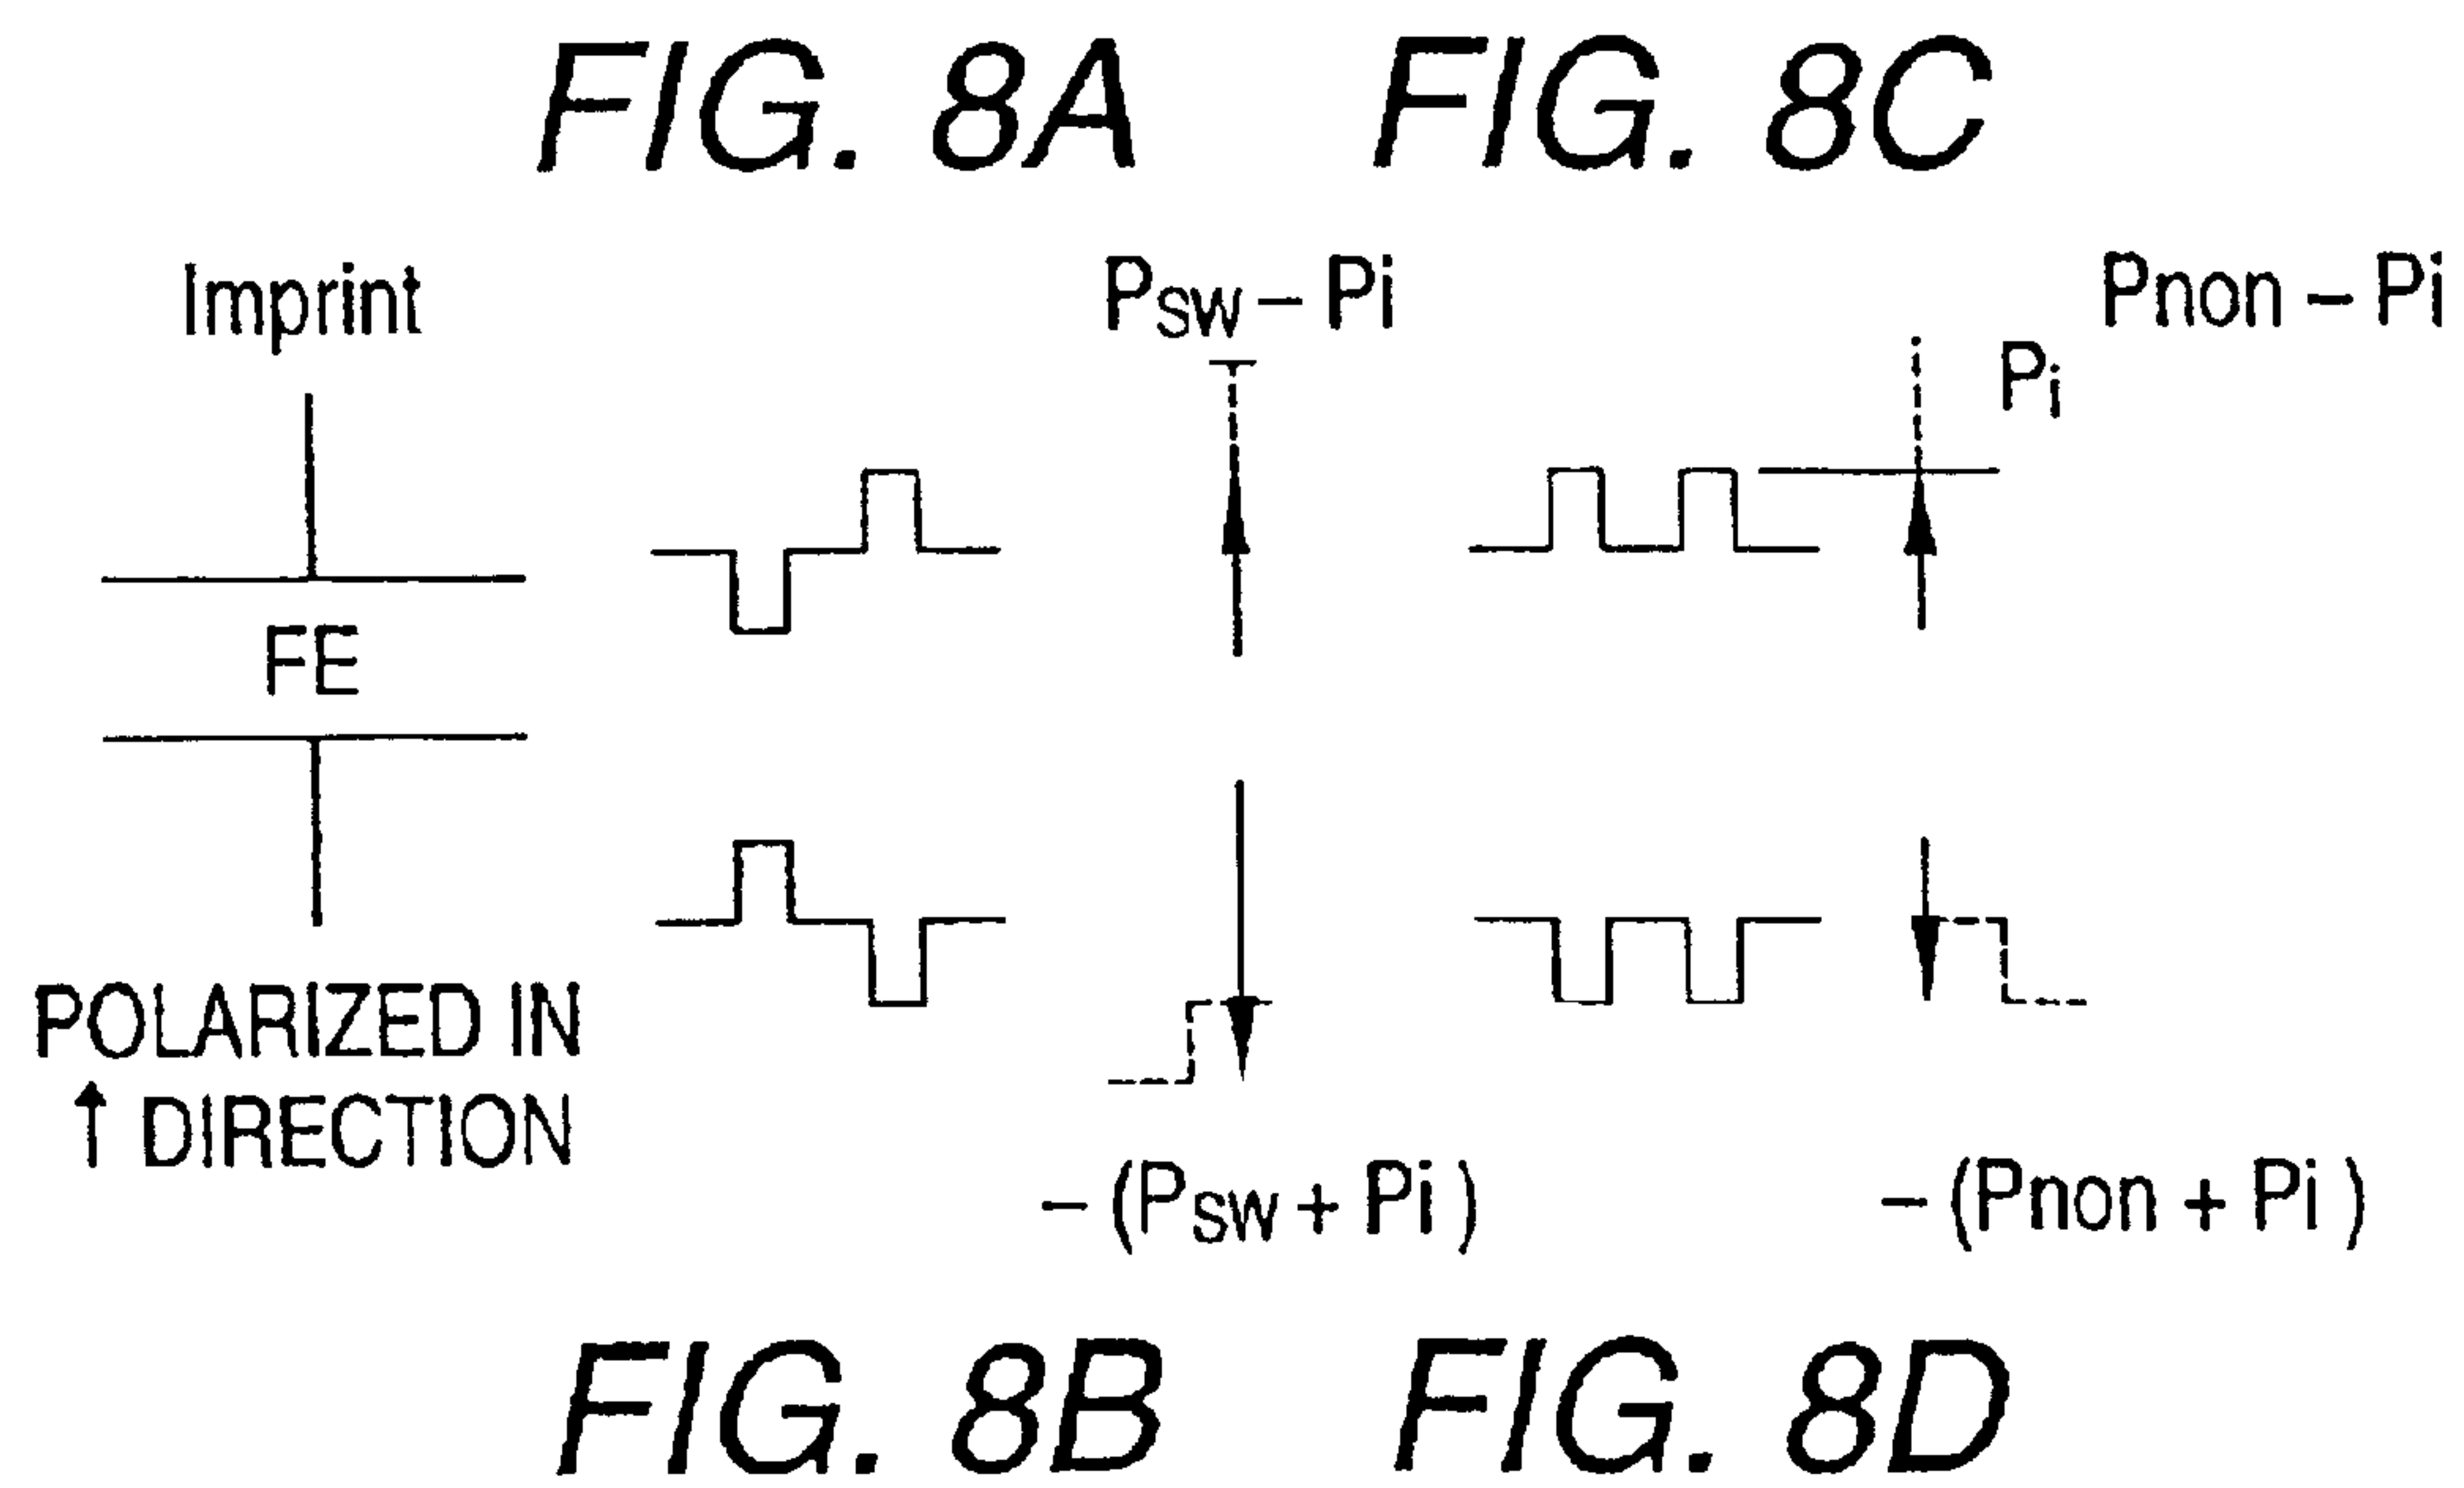 FIG. 8A
FIG. 8C
Imprint
Psw – Pi
Pnon – Pi
Pi
FE
POLARIZED IN
↑ DIRECTION
– (Psw + Pi)
– (Pnon + Pi)
FIG. 8B
FIG. 8D